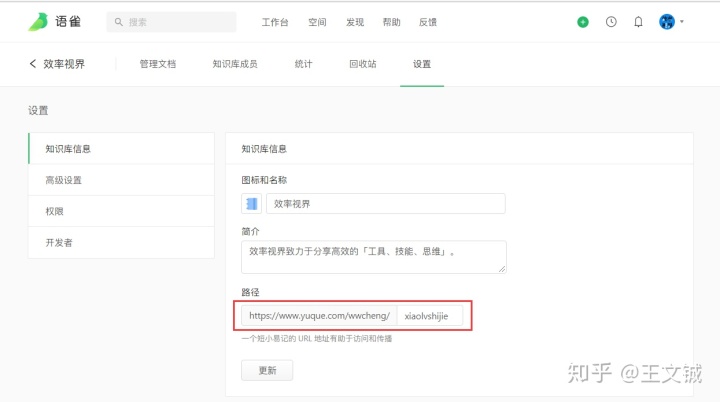 语雀 搜索 工作台 空间 发现 帮助 反馈
效率视界 管理文档 知识库成员 统计 回收站 设置
设置
知识库信息
高级设置
权限
开发者
知识库信息
图标和名称
效率视界
简介
效率视界致力于分享高效的「工具、技能、思维」。
路径
https://www.yuque.com/wwcheng/ xiaolvshijie
一个短小易记的 URL 地址有助于访问和传播
更新
知乎 @王文铖